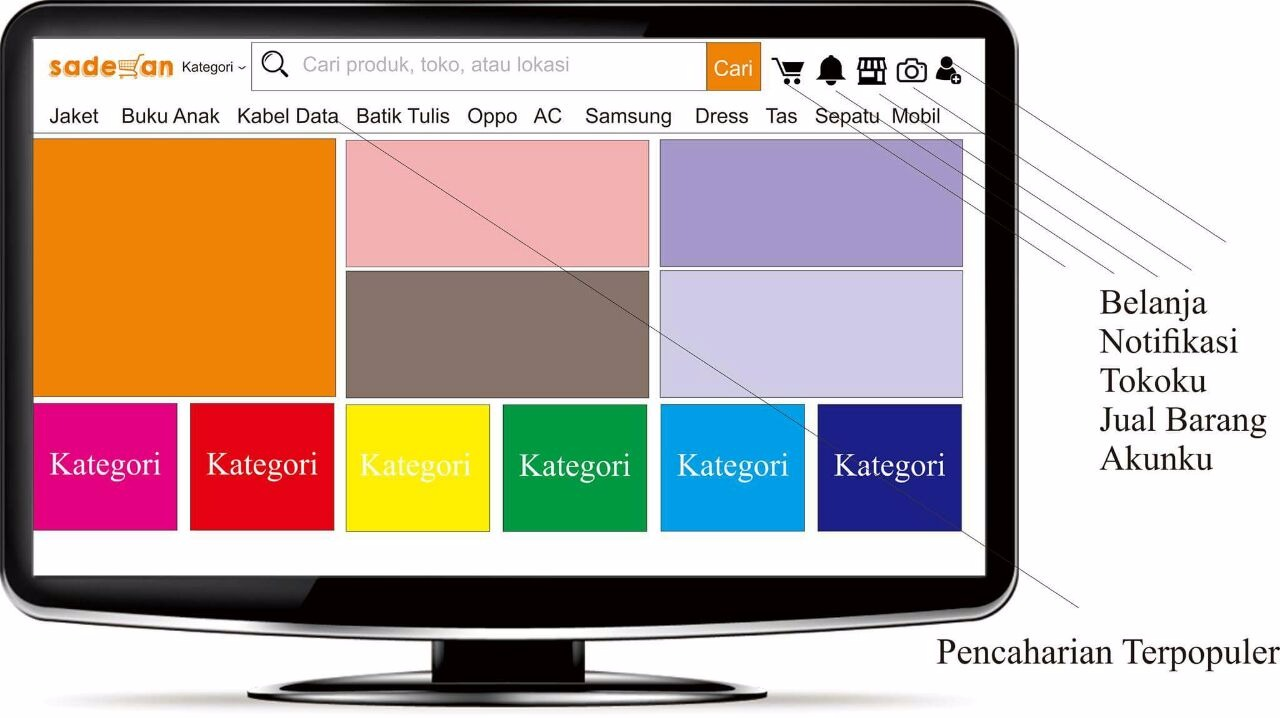 sadewan Kategori Cari produk, toko, atau lokasi Cari
Jaket Buku Anak Kabel Data Batik Tulis Oppo AC Samsung Dress Tas Sepatu Mobil
Kategori Kategori Kategori Kategori Kategori Kategori
Belanja
Notifikasi
Tokoku
Jual Barang
Akunku
Pencaharian Terpopuler